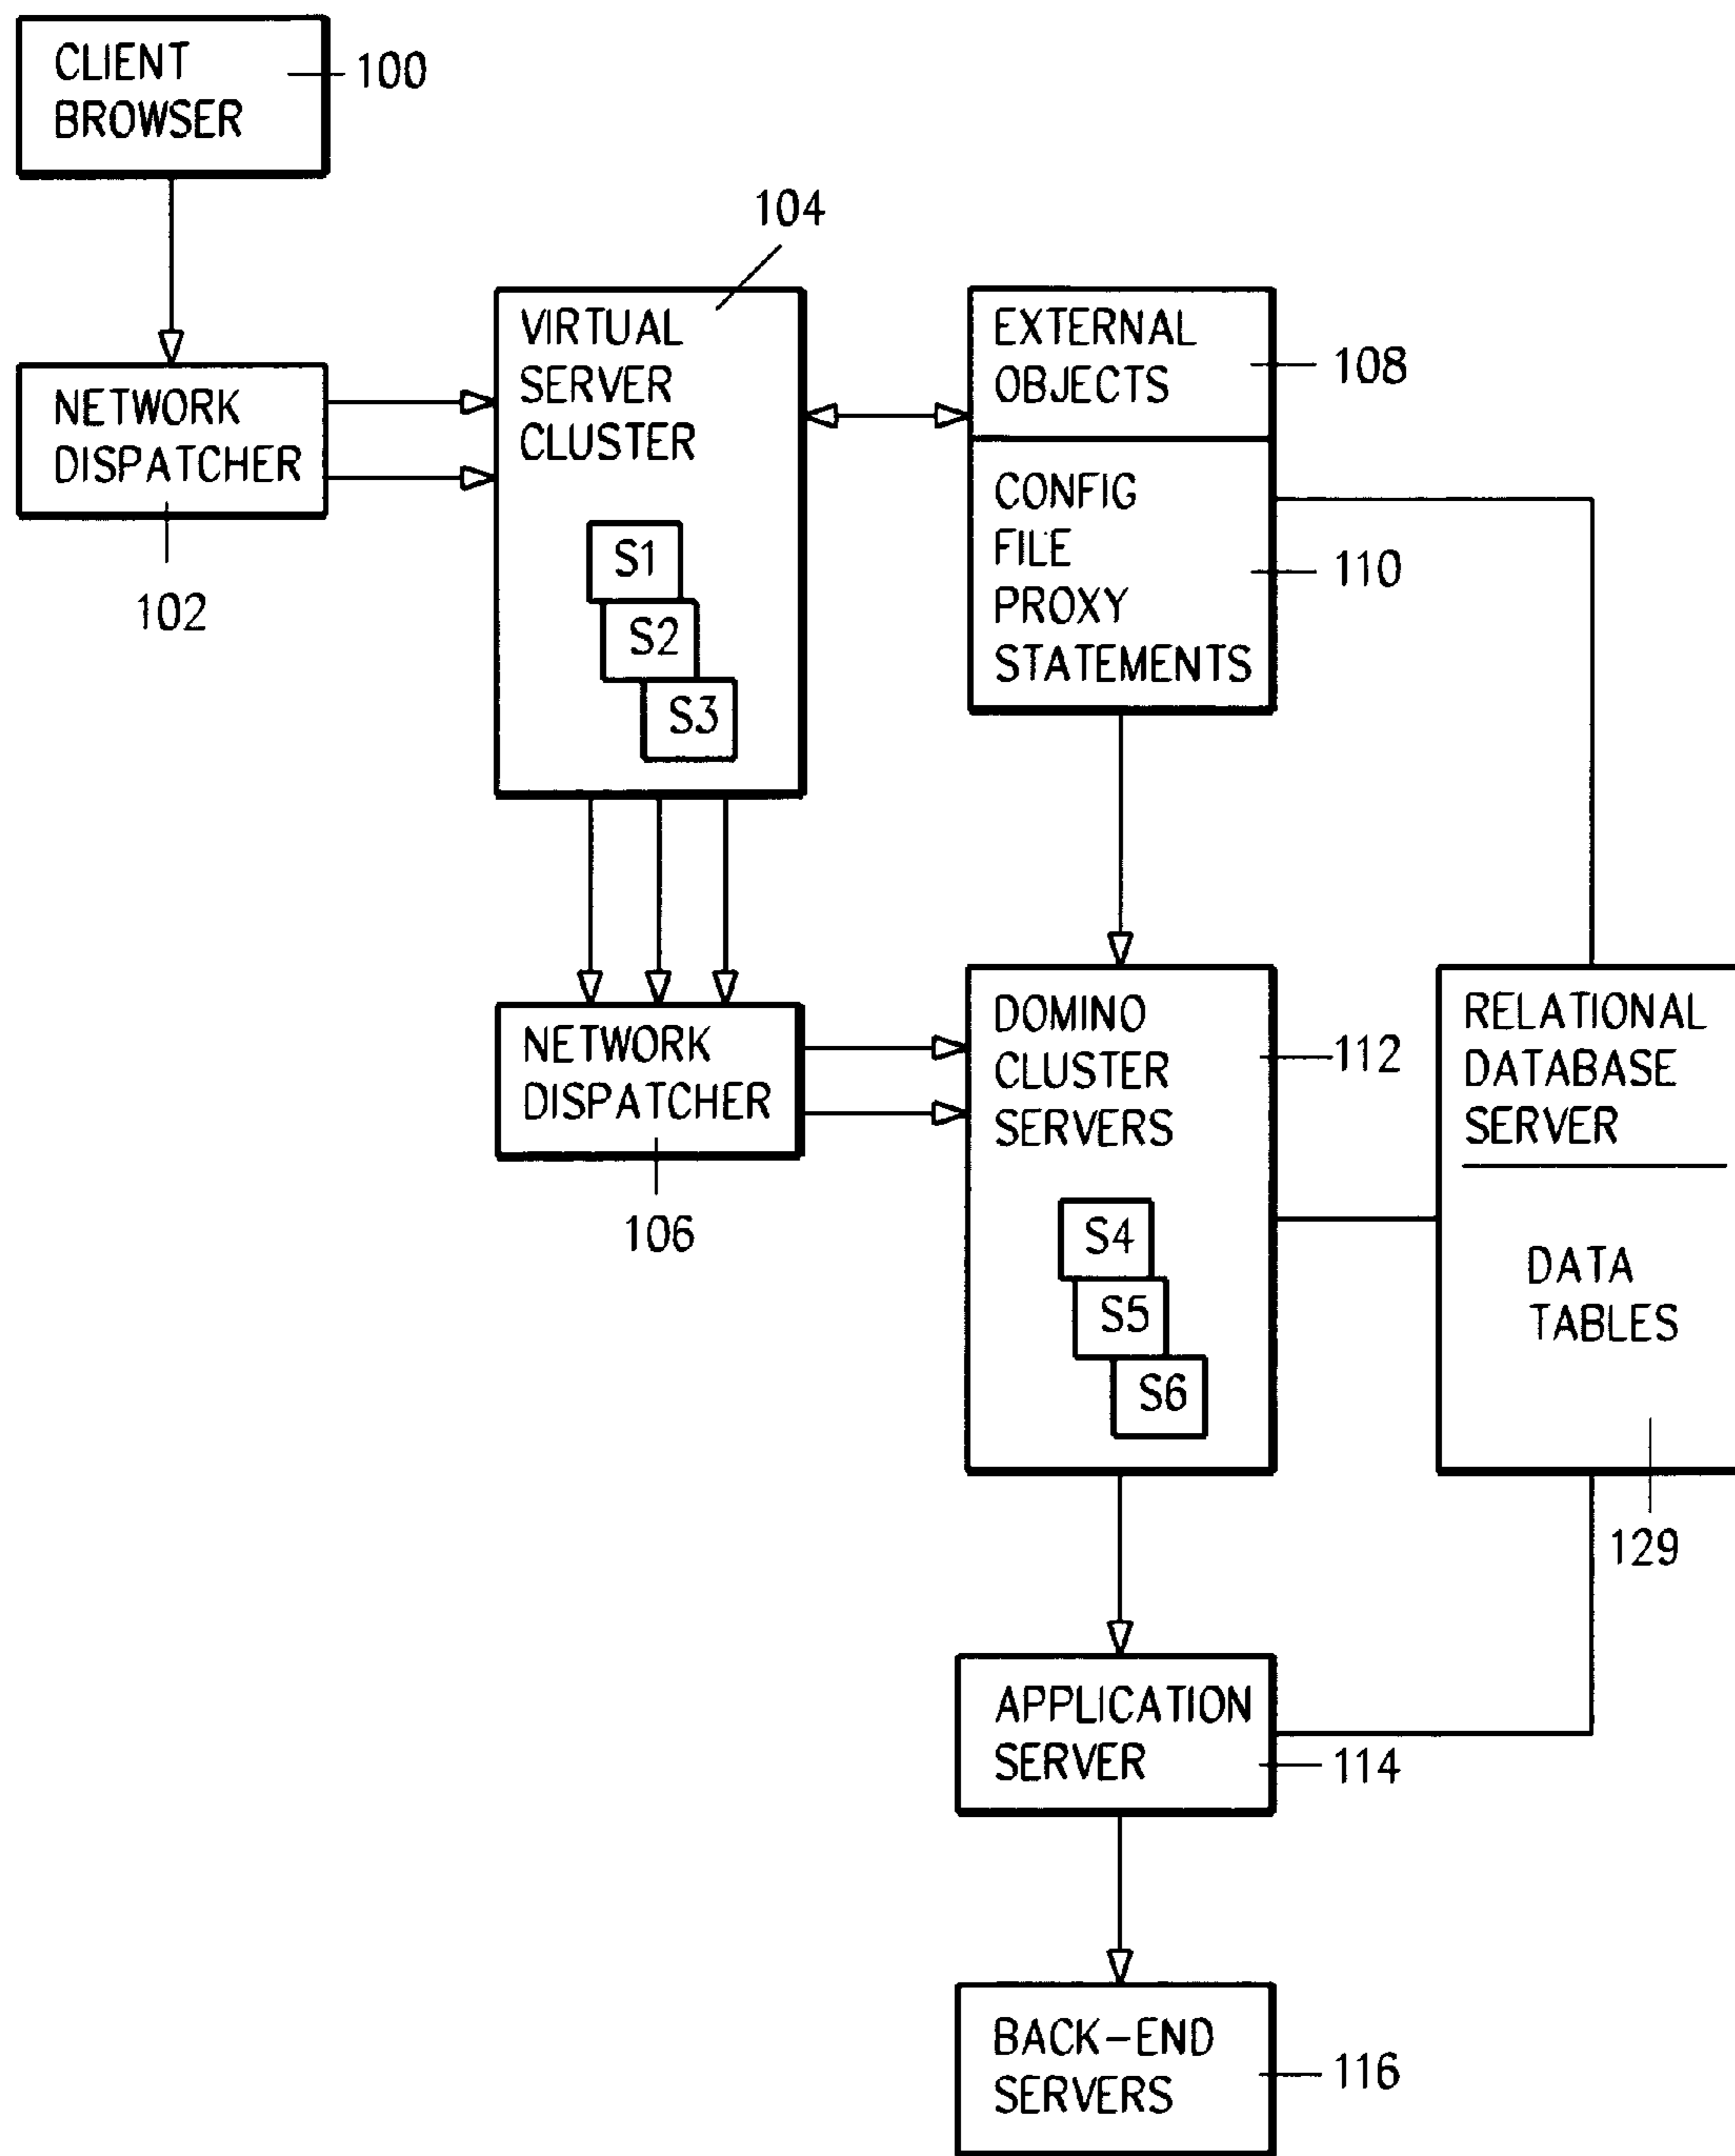 CLIENT
BROWSER
100
NETWORK
DISPATCHER
102
104
VIRTUAL
SERVER
CLUSTER
S1
S2
S3
EXTERNAL
OBJECTS
108
CONFIG
FILE
PROXY
STATEMENTS
110
NETWORK
DISPATCHER
106
DOMINO
CLUSTER
SERVERS
112
S4
S5
S6
RELATIONAL
DATABASE
SERVER
DATA
TABLES
129
APPLICATION
SERVER
114
BACK-END
SERVERS
116